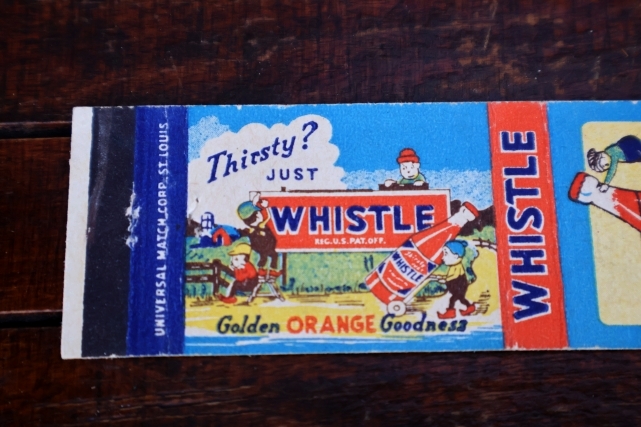 UNIVERSAL MATCH CORP. ST. LOUIS
Thirsty?
JUST
WHISTLE
REG. U.S. PAT. OFF.
WHISTLE
Golden ORANGE Goodness
WHISTLE